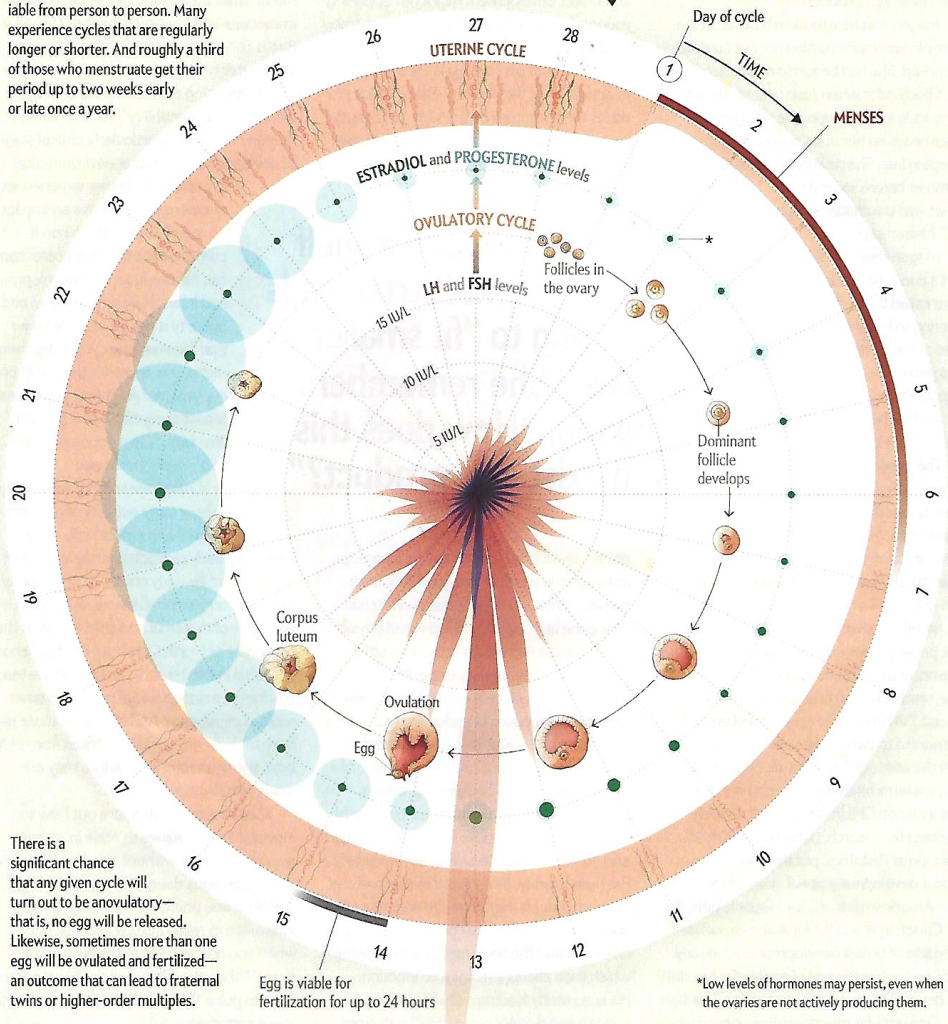 iable from person to person. Many
experience cycles that are regularly
longer or shorter. And roughly a third
of those who menstruate get their
period up to two weeks early
or late once a year.
Day of cycle
1
TIME
MENSES
2
3
4
5
6
7
8
9
10
11
12
13
14
15
16
17
18
19
20
21
22
23
24
25
26
27
28
UTERINE CYCLE
ESTRADIOL and PROGESTERONE levels
OVULATORY CYCLE
LH and FSH levels
15 IU/L
10 IU/L
5 IU/L
*
Follicles in
the ovary
Dominant
follicle
develops
Ovulation
Egg
Corpus
luteum
Egg is viable for
fertilization for up to 24 hours
There is a
significant chance
that any given cycle will
turn out to be anovulatory—
that is, no egg will be released.
Likewise, sometimes more than one
egg will be ovulated and fertilized—
an outcome that can lead to fraternal
twins or higher-order multiples.
*Low levels of hormones may persist, even when
the ovaries are not actively producing them.